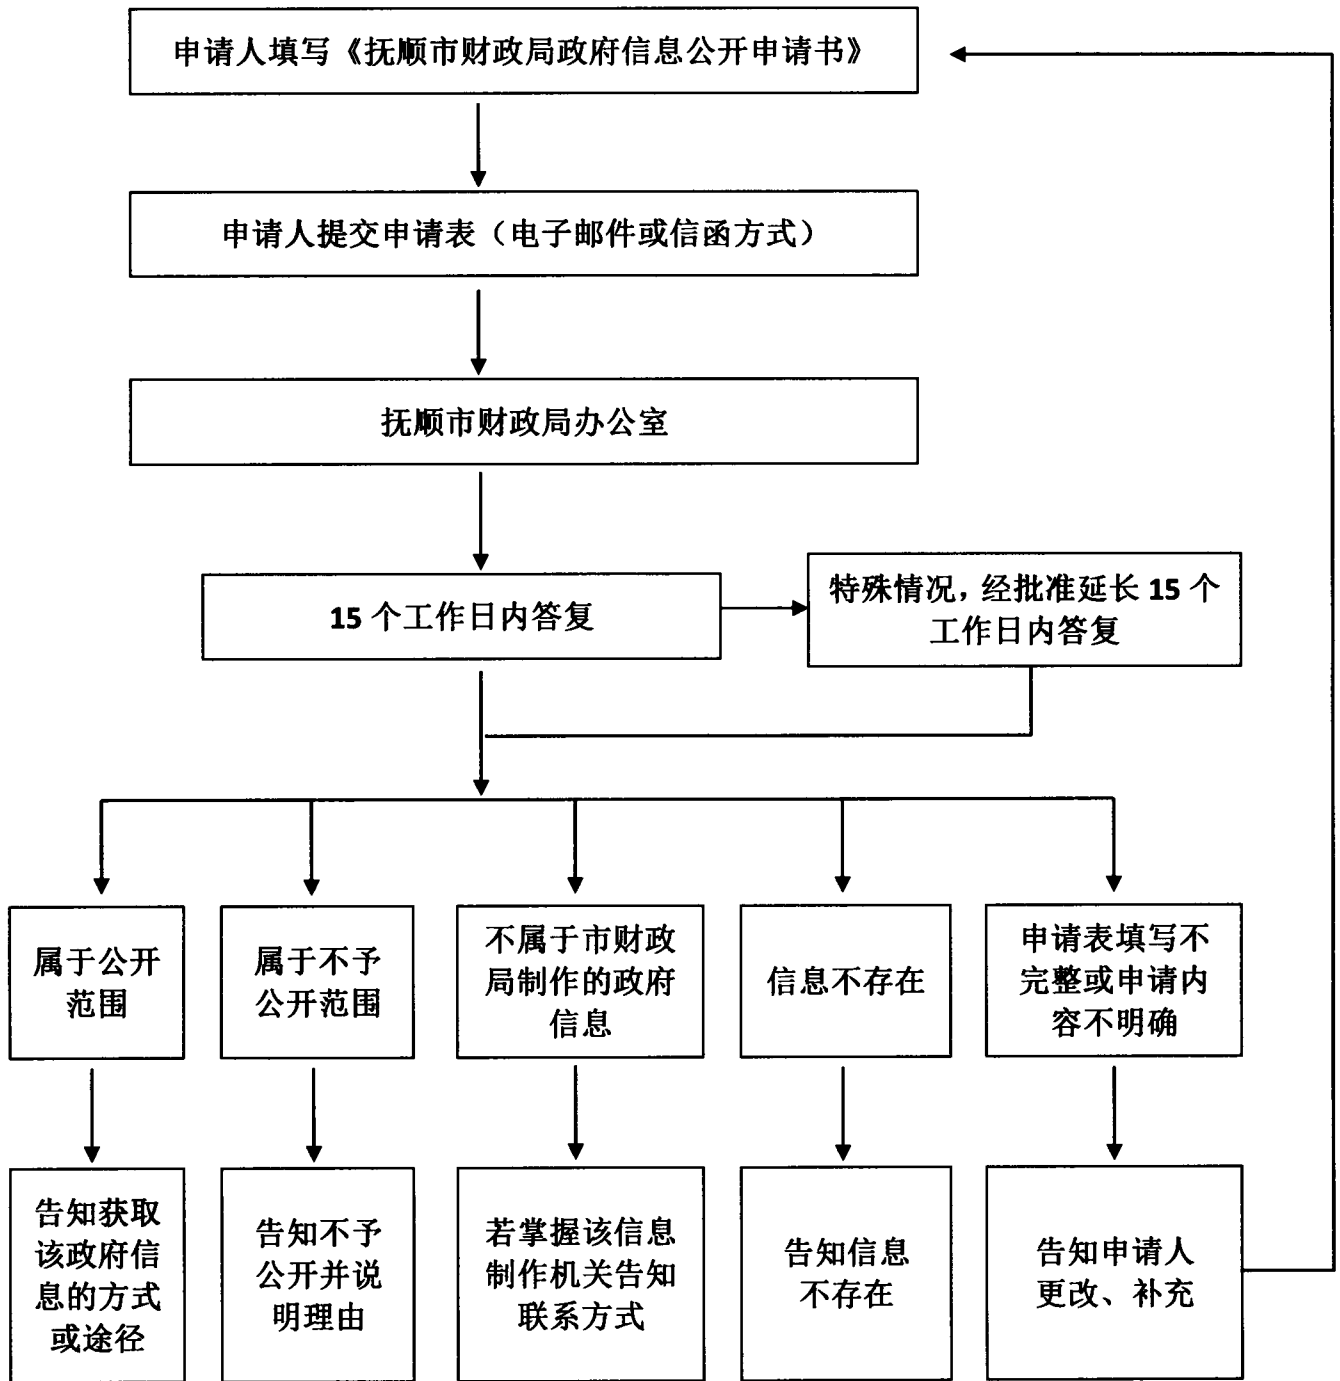 申请人填写《抚顺市财政局政府信息公开申请书》
申请人提交申请表（电子邮件或信函方式）
抚顺市财政局办公室
15 个工作日内答复
特殊情况，经批准延长 15 个
工作日内答复
属于公开
范围
属于不予
公开范围
不属于市财政
局制作的政府
信息
信息不存在
申请表填写不
完整或申请内
容不明确
告知获取
该政府信
息的方式
或途径
告知不予
公开并说
明理由
若掌握该信息
制作机关告知
联系方式
告知信息
不存在
告知申请人
更改、补充